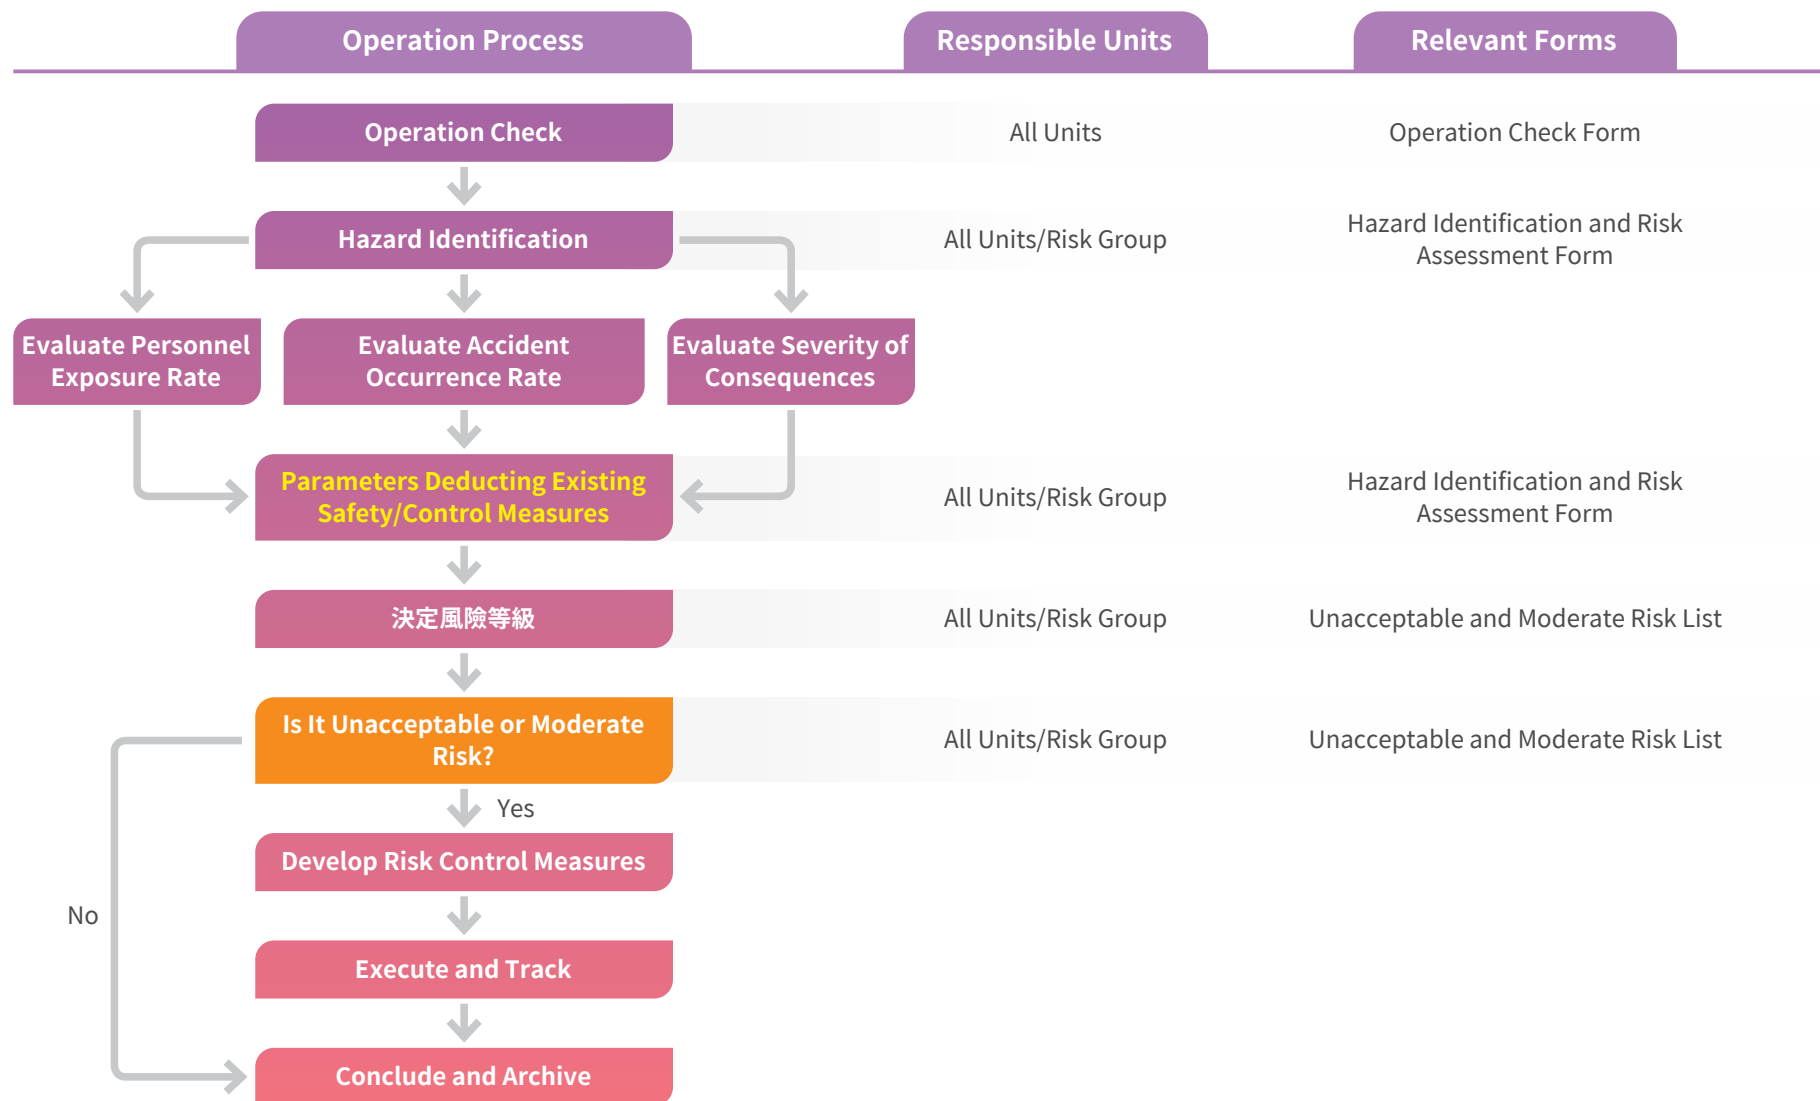 Operation Process
Responsible Units
Relevant Forms
Operation Check
All Units
Operation Check Form
Hazard Identification
All Units/Risk Group
Hazard Identification and Risk
Assessment Form
Evaluate Personnel
Exposure Rate
Evaluate Accident
Occurrence Rate
Evaluate Severity of
Consequences
Parameters Deducting Existing
Safety/Control Measures
All Units/Risk Group
Hazard Identification and Risk
Assessment Form
決定風險等級
All Units/Risk Group
Unacceptable and Moderate Risk List
Is It Unacceptable or Moderate
Risk?
All Units/Risk Group
Unacceptable and Moderate Risk List
Yes
Develop Risk Control Measures
No
Execute and Track
Conclude and Archive